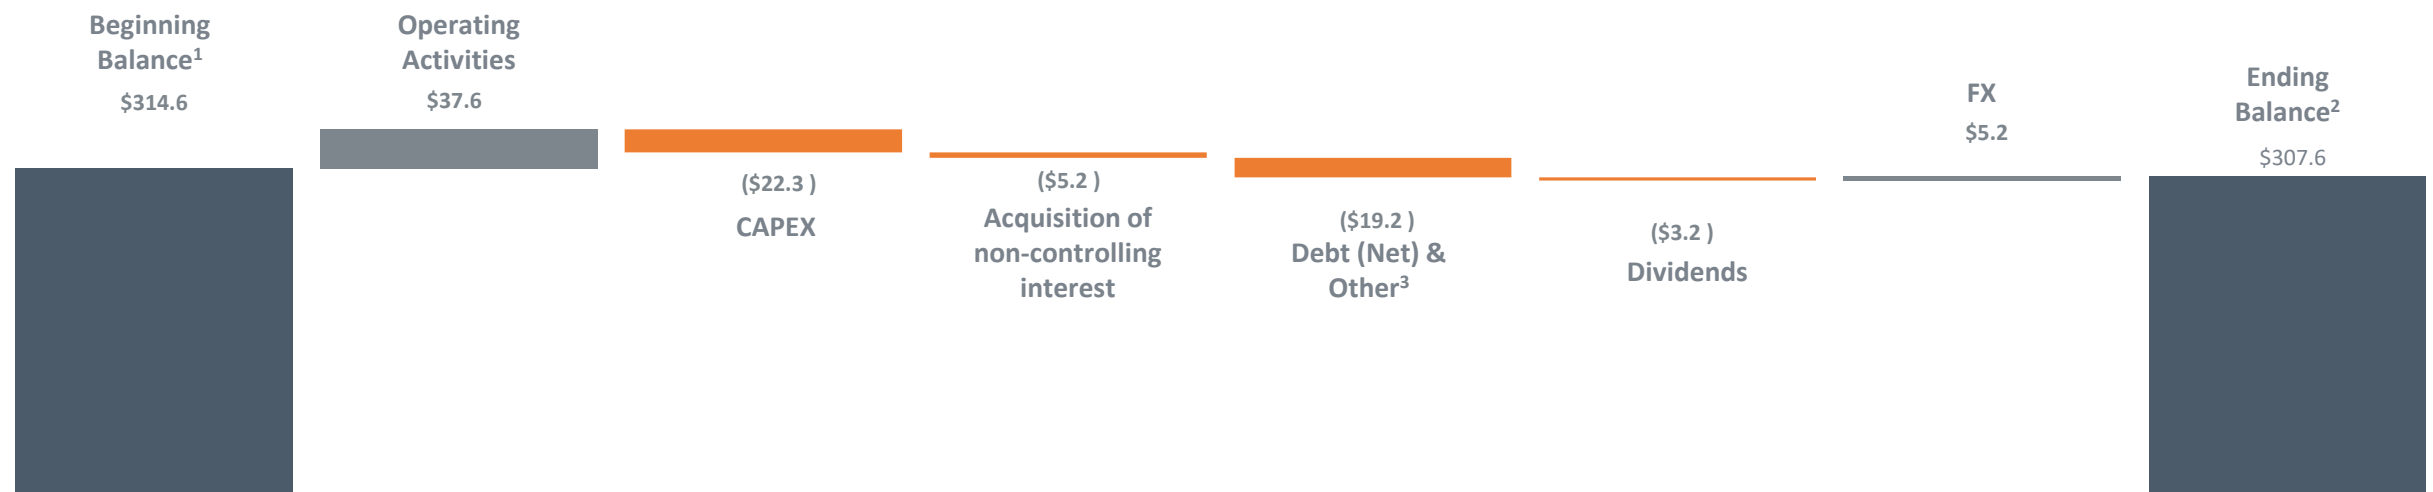 Beginning
Balance¹
$314.6
Operating
Activities
$37.6
($22.3 )
CAPEX
($5.2 )
Acquisition of
non-controlling
interest
($19.2 )
Debt (Net) &
Other³
($3.2 )
Dividends
FX
$5.2
Ending
Balance²
$307.6